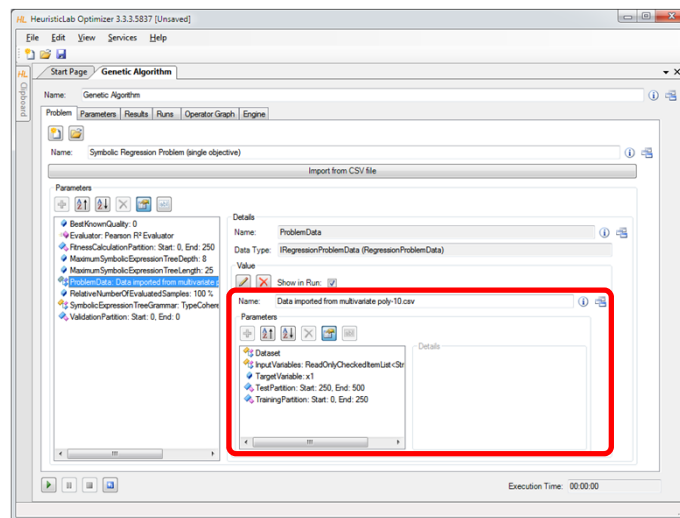 HL HeuristicLab Optimizer 3.3.3.5837 [Unsaved]
File Edit View Services Help
HL Start Page Genetic Algorithm
Clipboard
Name: Genetic Algorithm
Problem Parameters Results Runs Operator Graph Engine
Name: Symbolic Regression Problem (single objective)
Import from CSV file
Parameters
BestKnownQuality: 0
Evaluator: Pearson R² Evaluator
FitnessCalculationPartition: Start: 0, End: 250
MaximumSymbolicExpressionTreeDepth: 8
MaximumSymbolicExpressionTreeLength: 25
ProblemData: Data imported from multivariate p
RelativeNumberOfEvaluatedSamples: 100 %
SymbolicExpressionTreeGrammar: TypeCohere
ValidationPartition: Start: 0, End: 0
Details
Name: ProblemData
Data Type: IRegressionProblemData (RegressionProblemData)
Value
Show in Run:
Name: Data imported from multivariate poly-10.csv
Parameters
Dataset
InputVariables: ReadOnlyCheckedItemList<Str
TargetVariable: x1
TestPartition: Start: 250, End: 500
TrainingPartition: Start: 0, End: 250
Details
Execution Time: 00:00:00